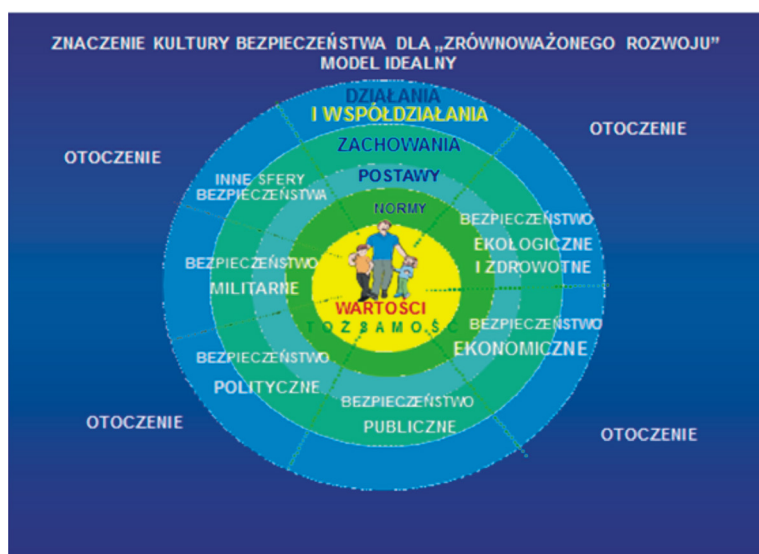 ZNACZENIE KULTURY BEZPIECZEŃSTWA DLA „ZRÓWNOWAŻONEGO ROZWOJU”
MODEL IDEALNY
DZIAŁANIA
I WSPÓŁDZIAŁANIA
OTOCZENIE
OTOCZENIE
ZACHOWANIA
POSTAWY
INNE SFERY
BEZPIECZEŃSTWA
NORMY
BEZPIECZEŃSTWO
EKOLOGICZNE
I ZDROWOTNE
BEZPIECZEŃSTWO
MILITARNE
WARTOŚCI
TOŻSAMOŚĆ
BEZPIECZEŃSTWO
EKONOMICZNE
BEZPIECZEŃSTWO
POLITYCZNE
BEZPIECZEŃSTWO
PUBLICZNE
OTOCZENIE
OTOCZENIE